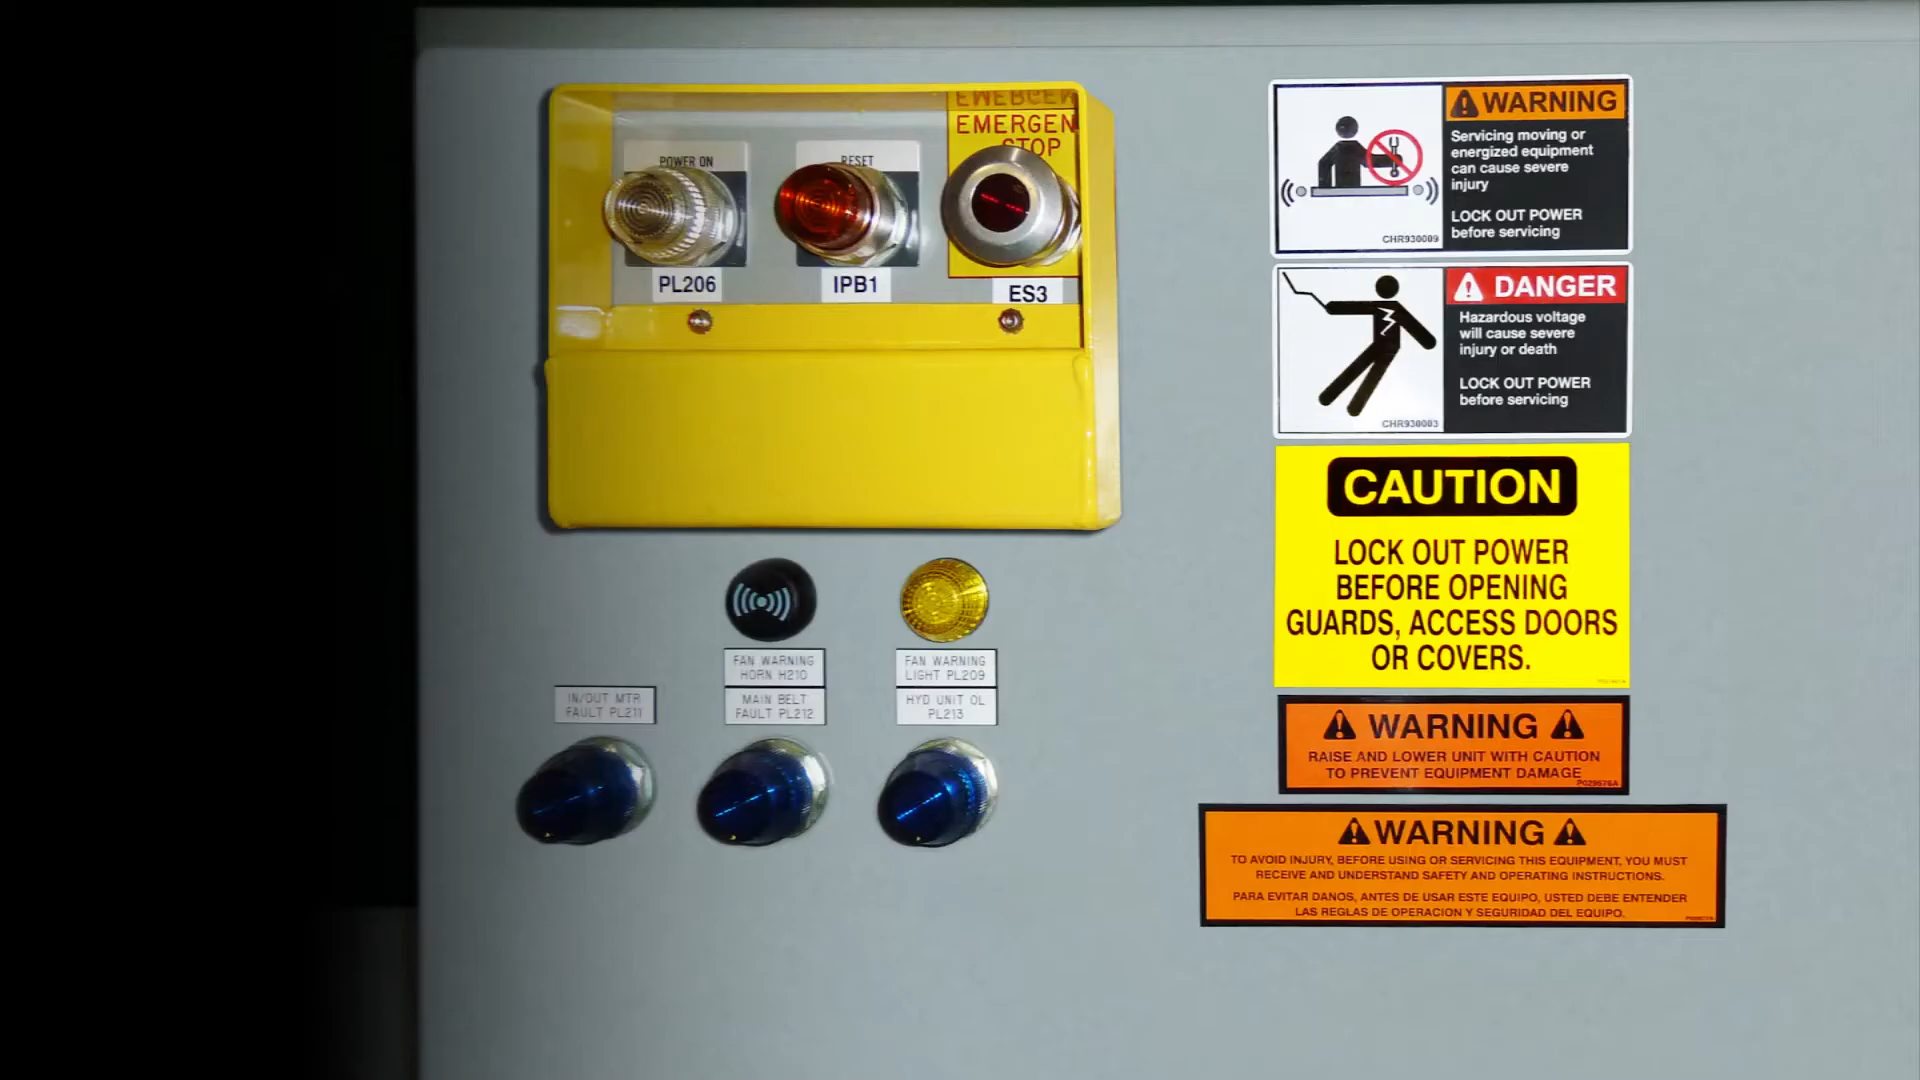 EMERGEN
STOP
POWER ON
RESET
PL206
IPB1
ES3
FAN WARNING
HORN H210
FAN WARNING
LIGHT PL209
IN/OUT MTR
FAULT PL211
MAIN BELT
FAULT PL212
HYD UNIT OL
PL213
WARNING
Servicing moving or
energized equipment
can cause severe
injury
LOCK OUT POWER
before servicing
CHR930009
DANGER
Hazardous voltage
will cause severe
injury or death
LOCK OUT POWER
before servicing
CHR930003
CAUTION
LOCK OUT POWER
BEFORE OPENING
GUARDS, ACCESS DOORS
OR COVERS.
WARNING
RAISE AND LOWER UNIT WITH CAUTION
TO PREVENT EQUIPMENT DAMAGE
P029576A
WARNING
TO AVOID INJURY, BEFORE USING OR SERVICING THIS EQUIPMENT, YOU MUST
RECEIVE AND UNDERSTAND SAFETY AND OPERATING INSTRUCTIONS.
PARA EVITAR DANOS, ANTES DE USAR ESTE EQUIPO, USTED DEBE ENTENDER
LAS REGLAS DE OPERACION Y SEGURIDAD DEL EQUIPO.